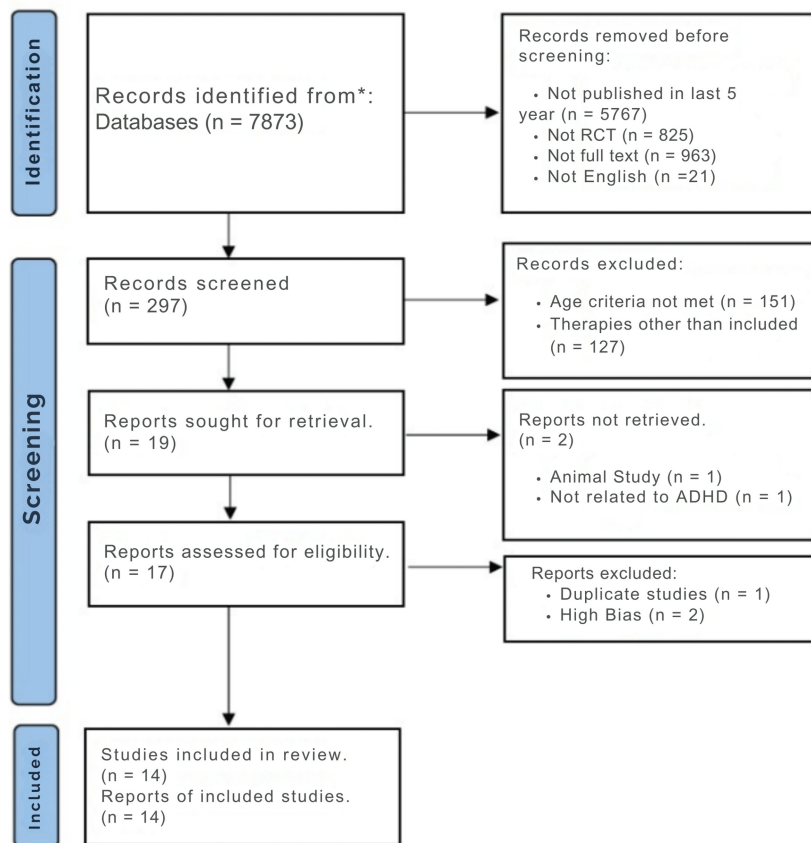 Identification
Records identified from*:
Databases (n = 7873)
Records removed before
screening:
• Not published in last 5
year (n = 5767)
• Not RCT (n = 825)
• Not full text (n = 963)
• Not English (n =21)
Screening
Records screened
(n = 297)
Records excluded:
• Age criteria not met (n = 151)
• Therapies other than included
(n = 127)
Reports sought for retrieval.
(n = 19)
Reports not retrieved.
(n = 2)
• Animal Study (n = 1)
• Not related to ADHD (n = 1)
Reports assessed for eligibility.
(n = 17)
Reports excluded:
• Duplicate studies (n = 1)
• High Bias (n = 2)
Included
Studies included in review.
(n = 14)
Reports of included studies.
(n = 14)